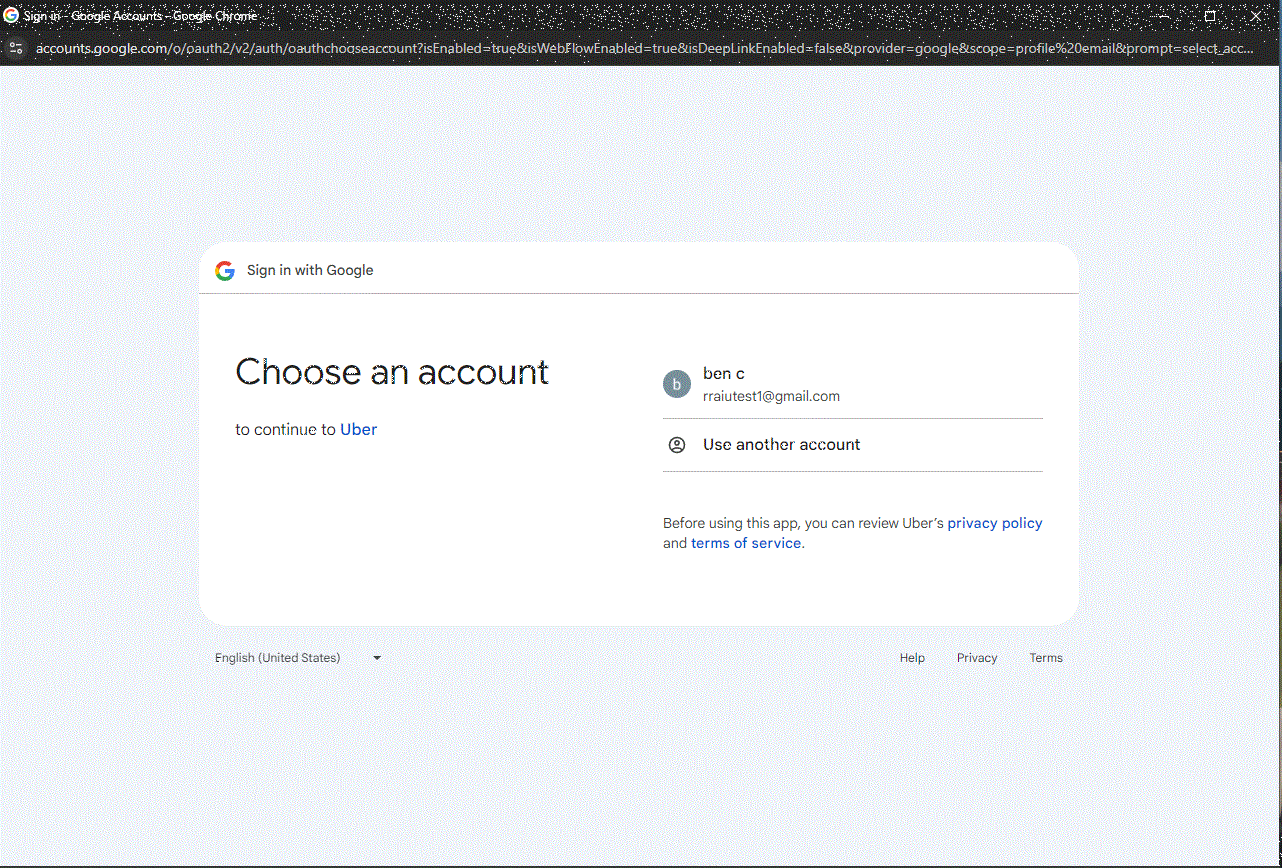 Sign in - Google Accounts - Google Chrome
accounts.google.com/o/oauth2/v2/auth/oauthchooseaccount?isEnabled=true&isWebFlowEnabled=true&isDeepLinkEnabled=false&provider=google&scope=profile%20email&prompt=select_acc...
Sign in with Google
Choose an account
to continue to Uber
b
ben c
rraiutest1@gmail.com
Use another account
Before using this app, you can review Uber's privacy policy
and terms of service.
English (United States)
Help
Privacy
Terms